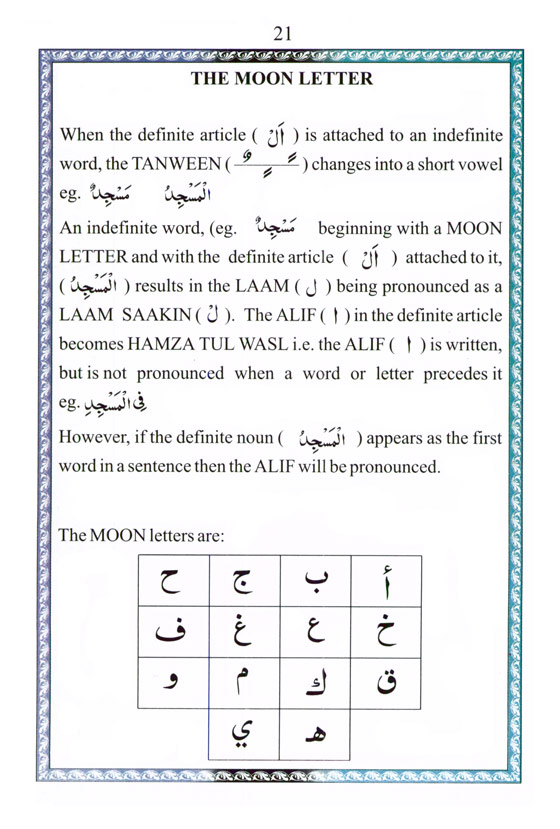 21
THE MOON LETTER
When the definite article ( اَلْ ) is attached to an indefinite
word, the TANWEEN ( ـٌـًـٍ ) changes into a short vowel
eg. مَسْجِدٌ الْمَسْجِدُ
An indefinite word, (eg. مَسْجِدٌ beginning with a MOON
LETTER and with the definite article ( اَلْ ) attached to it,
( الْمَسْجِدُ ) results in the LAAM ( ل ) being pronounced as a
LAAM SAAKIN ( لْ ). The ALIF ( ا ) in the definite article
becomes HAMZA TUL WASL i.e. the ALIF ( ا ) is written,
but is not pronounced when a word or letter precedes it
eg. فِى الْمَسْجِدِ
However, if the definite noun ( الْمَسْجِدُ ) appears as the first
word in a sentence then the ALIF will be pronounced.
The MOON letters are:
أ ب ج ح
خ ع غ ف
ق ك م و
هـ ي